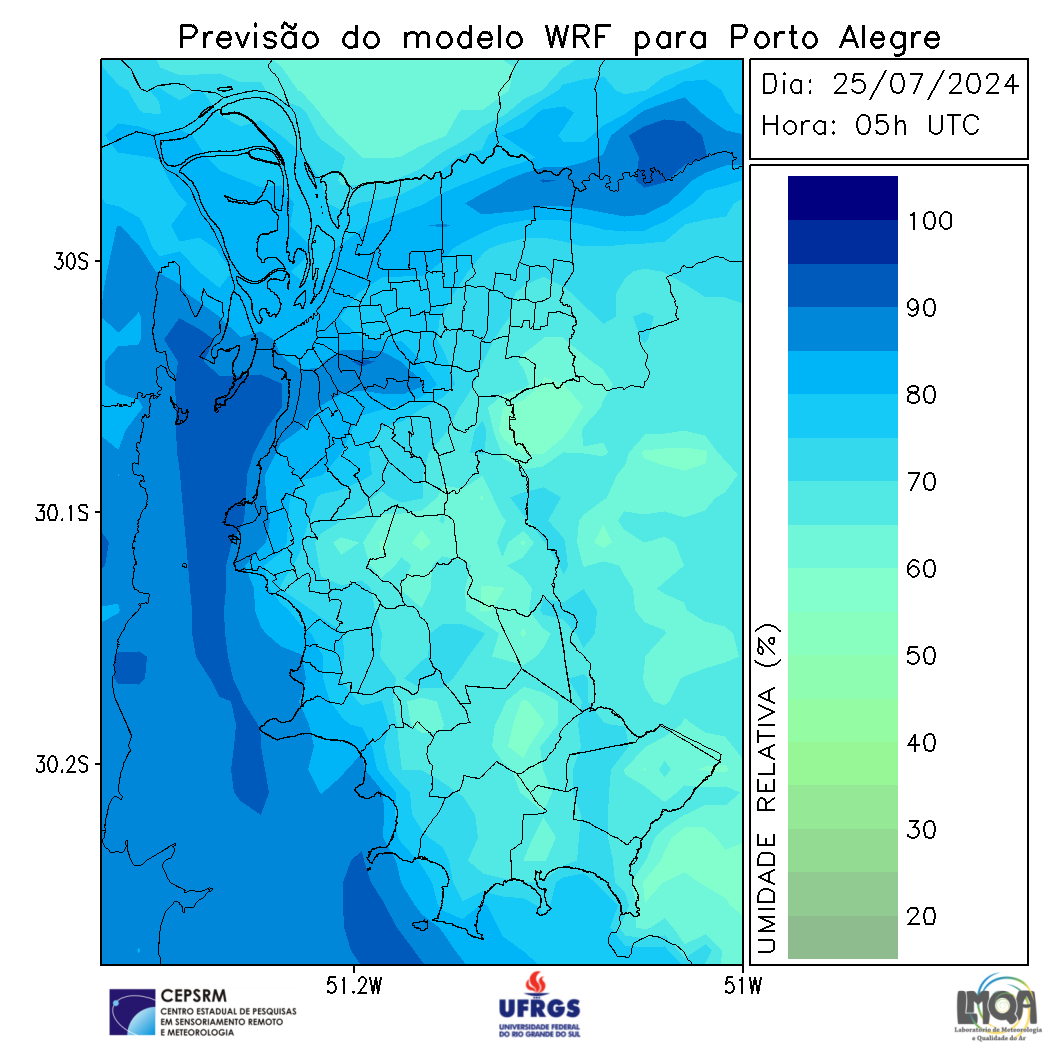 Previsão do modelo WRF para Porto Alegre
Dia: 25/07/2024
Hora: 05h UTC
30S
30.1S
30.2S
51.2W
51W
UMIDADE RELATIVA (%)
100
90
80
70
60
50
40
30
20
CEPSRM
CENTRO ESTADUAL DE PESQUISAS
EM SENSORIAMENTO REMOTO
E METEOROLOGIA
UFRGS
UNIVERSIDADE FEDERAL
DO RIO GRANDE DO SUL
LMQA
Laboratório de Meteorologia
e Qualidade do Ar